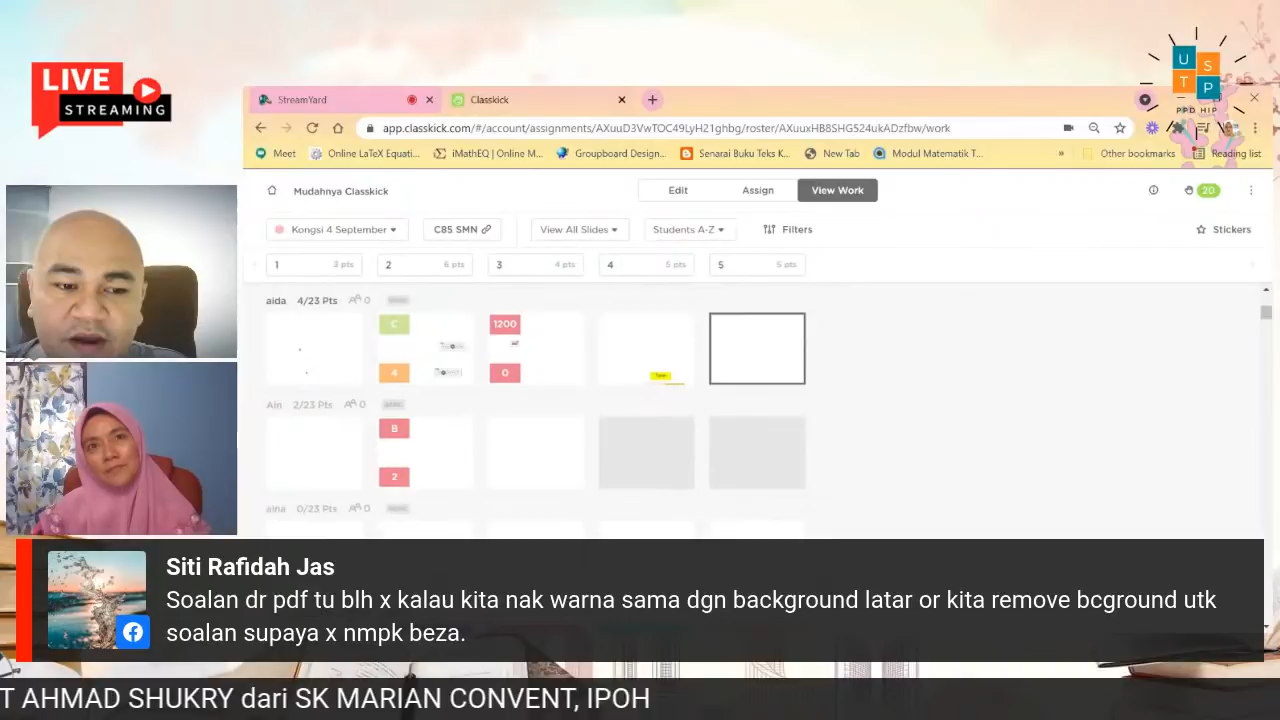 LIVE
STREAMING
U
S
T
P
PPD HIP
StreamYard
Classkick
app.classkick.com/#/account/assignments/AXuuD3VwTOC49LyH21ghbg/roster/AXuuxHB8SHG524ukADzfbw/work
Meet
Online LaTeX Equati...
iMathEQ | Online M...
Groupboard Design...
Senarai Buku Teks K...
New Tab
Modul Matematik T...
»
Other bookmarks
Reading list
Mudahnya Classkick
Edit
Assign
View Work
20
Kongsi 4 September
C85 SMN
View All Slides
Students A-Z
Filters
Stickers
1 3 pts
2 6 pts
3 4 pts
4 5 pts
5 5 pts
aida 4/23 Pts 0
C
1200
4
0
Ain 2/23 Pts 0
B
2
aina 0/23 Pts 0
Siti Rafidah Jas
Soalan dr pdf tu blh x kalau kita nak warna sama dgn background latar or kita remove bcground utk
soalan supaya x nmpk beza.
T AHMAD SHUKRY dari SK MARIAN CONVENT, IPOH